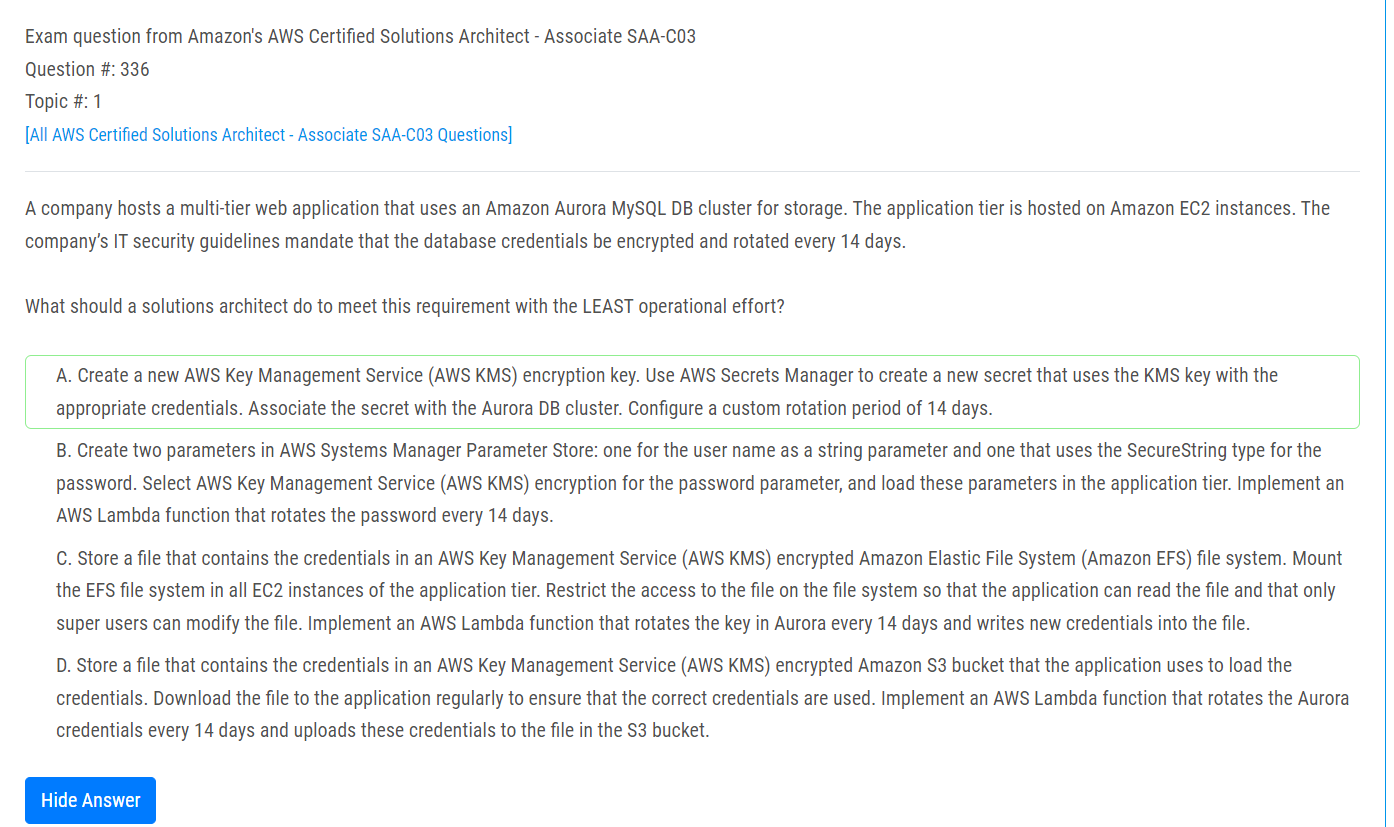 Exam question from Amazon's AWS Certified Solutions Architect - Associate SAA-C03
Question #: 336
Topic #: 1
[All AWS Certified Solutions Architect - Associate SAA-C03 Questions]
A company hosts a multi-tier web application that uses an Amazon Aurora MySQL DB cluster for storage. The application tier is hosted on Amazon EC2 instances. The
company’s IT security guidelines mandate that the database credentials be encrypted and rotated every 14 days.
What should a solutions architect do to meet this requirement with the LEAST operational effort?
A. Create a new AWS Key Management Service (AWS KMS) encryption key. Use AWS Secrets Manager to create a new secret that uses the KMS key with the
appropriate credentials. Associate the secret with the Aurora DB cluster. Configure a custom rotation period of 14 days.
B. Create two parameters in AWS Systems Manager Parameter Store: one for the user name as a string parameter and one that uses the SecureString type for the
password. Select AWS Key Management Service (AWS KMS) encryption for the password parameter, and load these parameters in the application tier. Implement an
AWS Lambda function that rotates the password every 14 days.
C. Store a file that contains the credentials in an AWS Key Management Service (AWS KMS) encrypted Amazon Elastic File System (Amazon EFS) file system. Mount
the EFS file system in all EC2 instances of the application tier. Restrict the access to the file on the file system so that the application can read the file and that only
super users can modify the file. Implement an AWS Lambda function that rotates the key in Aurora every 14 days and writes new credentials into the file.
D. Store a file that contains the credentials in an AWS Key Management Service (AWS KMS) encrypted Amazon S3 bucket that the application uses to load the
credentials. Download the file to the application regularly to ensure that the correct credentials are used. Implement an AWS Lambda function that rotates the Aurora
credentials every 14 days and uploads these credentials to the file in the S3 bucket.
Hide Answer